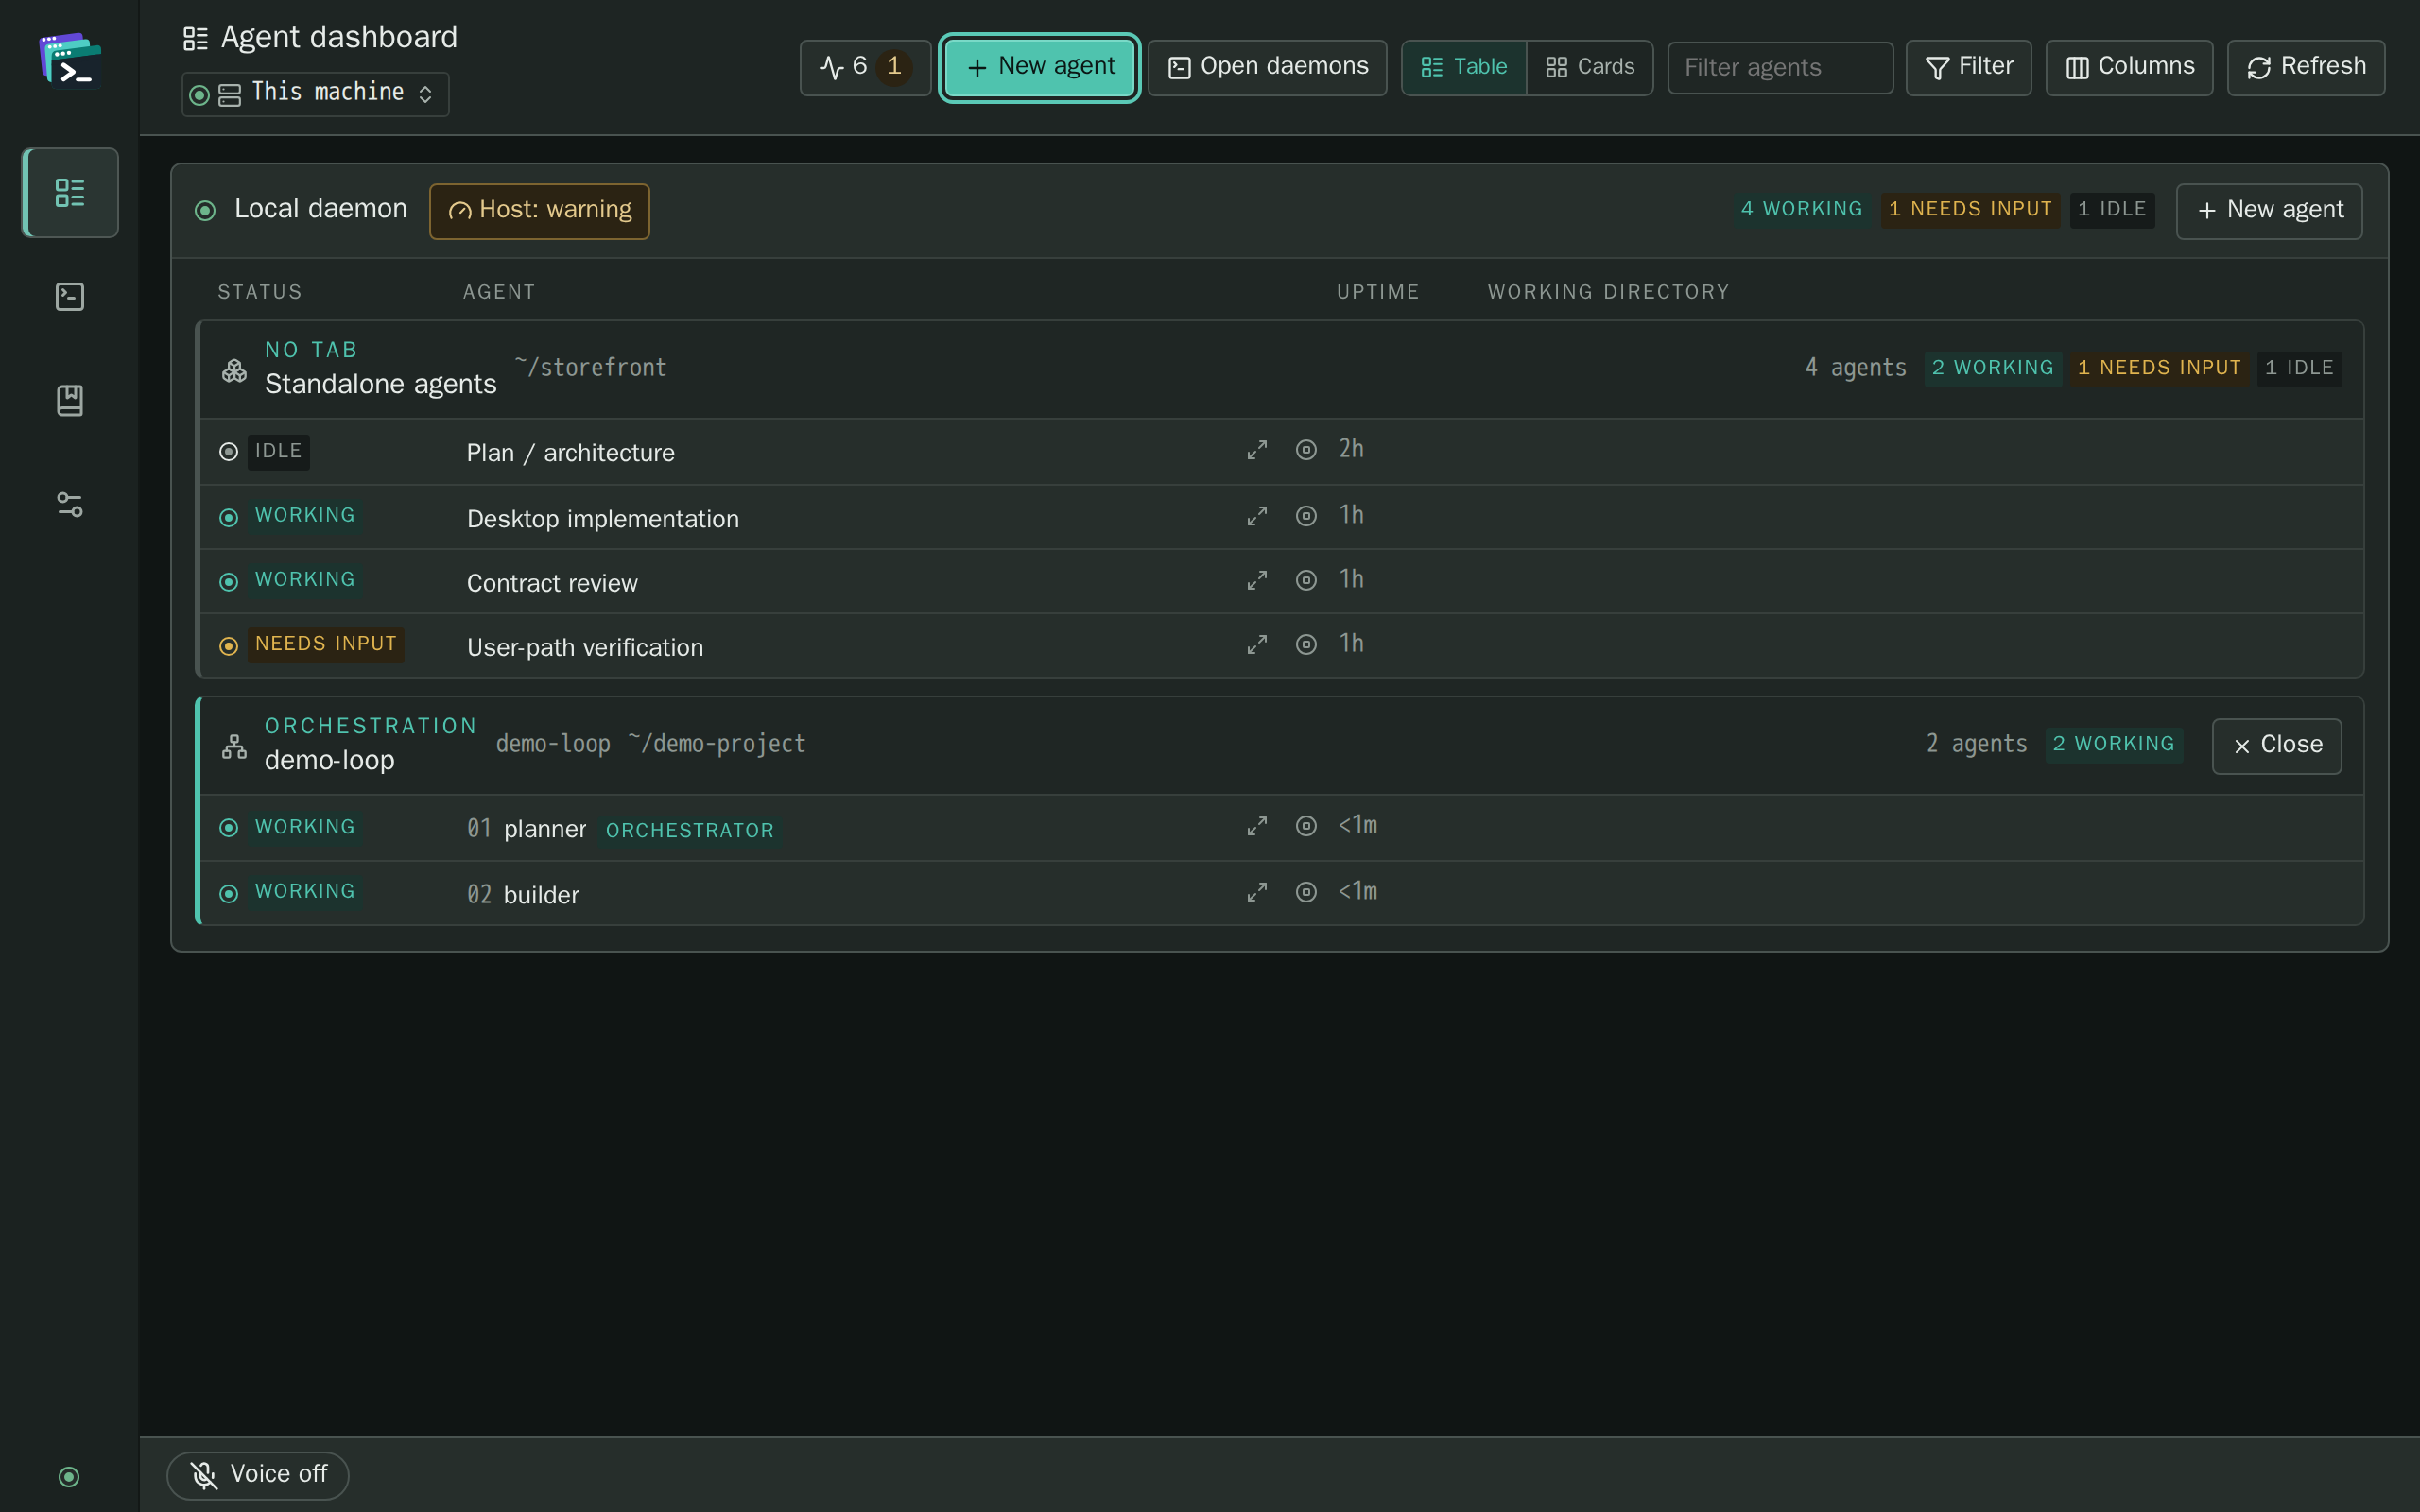 Agent dashboard
This machine
6 1
New agent
Open daemons
Table
Cards
Filter agents
Filter
Columns
Refresh
Local daemon
Host: warning
4 WORKING
1 NEEDS INPUT
1 IDLE
New agent
STATUS
AGENT
UPTIME
WORKING DIRECTORY
NO TAB
Standalone agents
~/storefront
4 agents
2 WORKING
1 NEEDS INPUT
1 IDLE
IDLE
Plan / architecture
2h
WORKING
Desktop implementation
1h
WORKING
Contract review
1h
NEEDS INPUT
User-path verification
1h
ORCHESTRATION
demo-loop
demo-loop
~/demo-project
2 agents
2 WORKING
Close
WORKING
01 planner
ORCHESTRATOR
<1m
WORKING
02 builder
<1m
Voice off